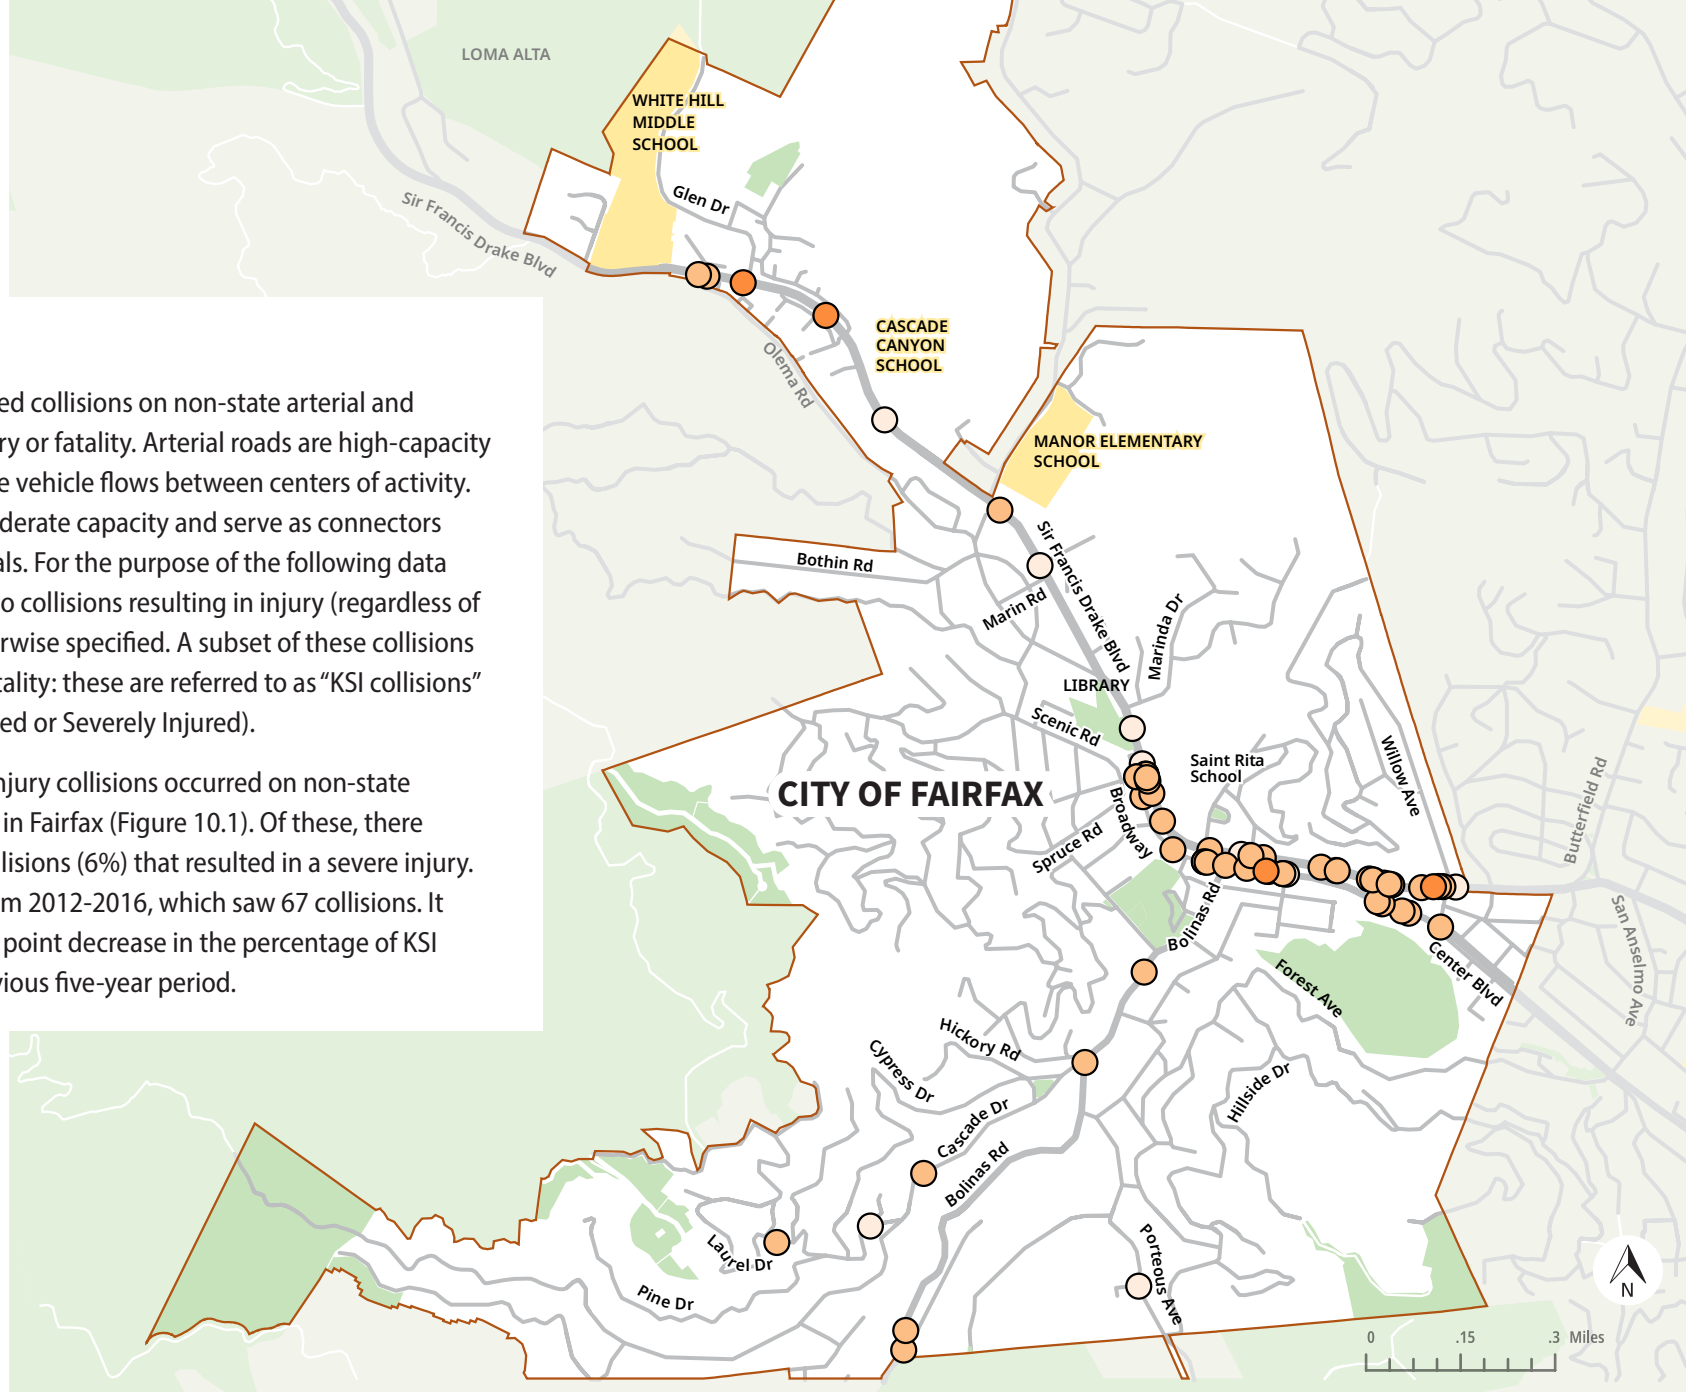 LOMA ALTA
WHITE HILL
MIDDLE
SCHOOL
Glen Dr
Sir Francis Drake Blvd
CASCADE
CANYON
SCHOOL
Olema Rd
MANOR ELEMENTARY
SCHOOL
Bothin Rd
Marin Rd
Sir Francis Drake Blvd
Marinda Dr
LIBRARY
Scenic Rd
Saint Rita
School
Willow Ave
CITY OF FAIRFAX
Broadway
Spruce Rd
Butterfield Rd
Bolinas Rd
San Anselmo Ave
Center Blvd
Forest Ave
Hickory Rd
Cypress Dr
Hillside Dr
Cascade Dr
Bolinas Rd
Laurel Dr
Pine Dr
Porteous Ave
N
0 .15 .3 Miles
ed collisions on non-state arterial and
ry or fatality. Arterial roads are high-capacity
e vehicle flows between centers of activity.
derate capacity and serve as connectors
als. For the purpose of the following data
o collisions resulting in injury (regardless of
rwise specified. A subset of these collisions
tality: these are referred to as “KSI collisions”
ed or Severely Injured).
njury collisions occurred on non-state
in Fairfax (Figure 10.1). Of these, there
llisions (6%) that resulted in a severe injury.
m 2012-2016, which saw 67 collisions. It
point decrease in the percentage of KSI
vious five-year period.